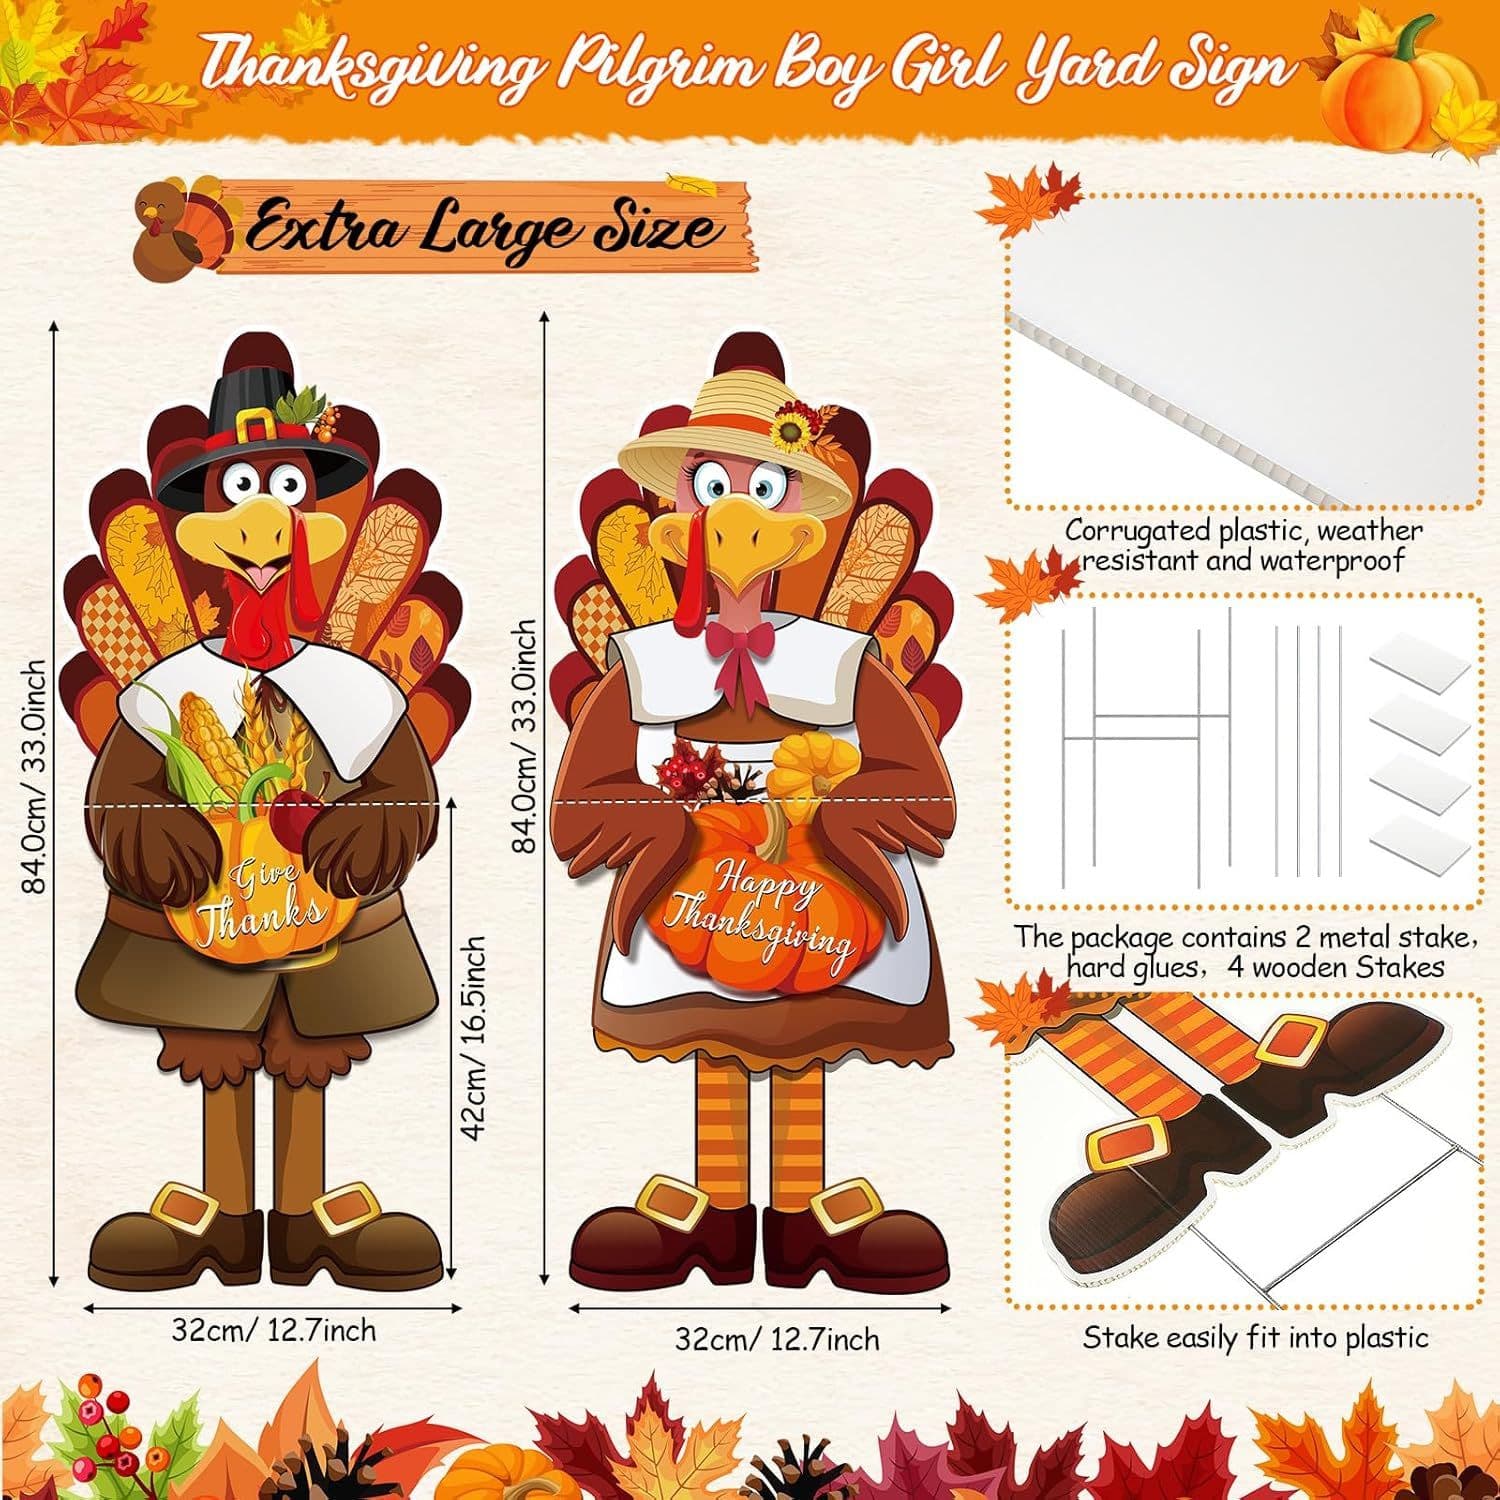 Thanksgiving Pilgrim Boy Girl Yard Sign
Extra Large Size
84.0cm/ 33.0inch
Give
Thanks
42cm/ 16.5inch
32cm/ 12.7inch
84.0cm/ 33.0inch
Happy
Thanksgiving
32cm/ 12.7inch
Corrugated plastic, weather
resistant and waterproof
The package contains 2 metal stake,
hard glues, 4 wooden Stakes
Stake easily fit into plastic